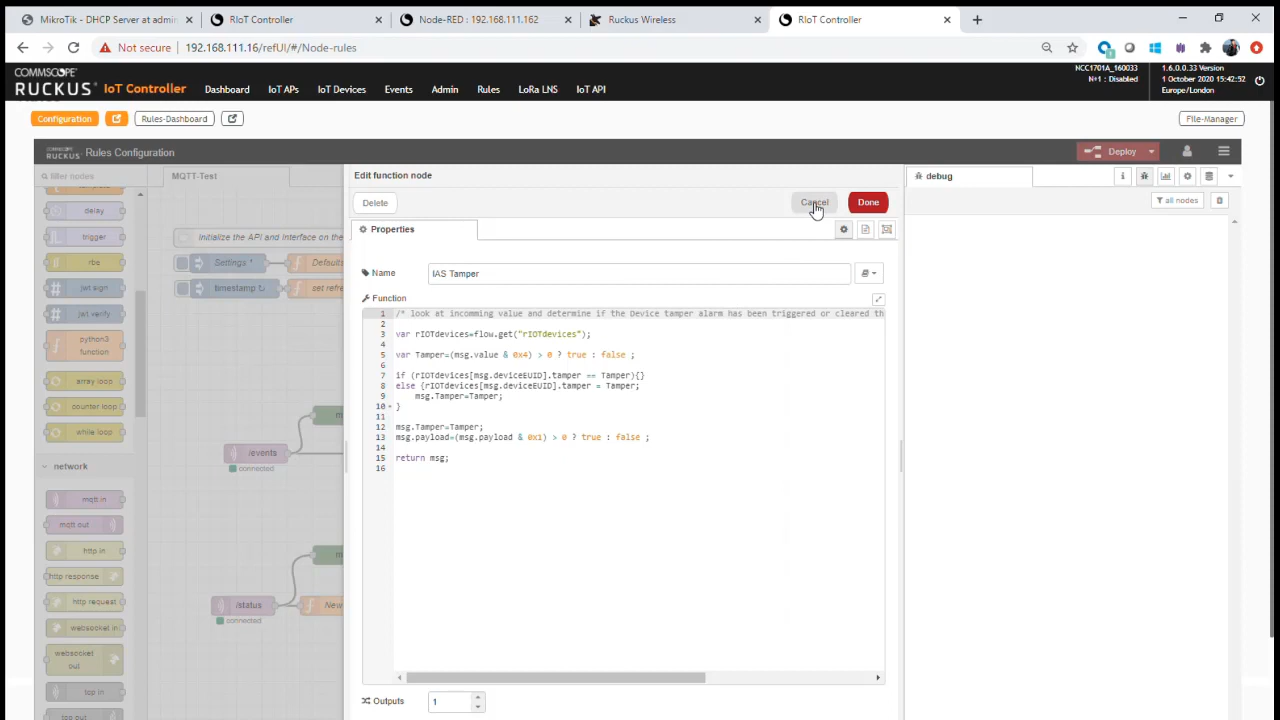 MikroTik - DHCP Server at admin
RIoT Controller
Node-RED : 192.168.111.162
Ruckus Wireless
RIoT Controller
Not secure
192.168.111.16/refUI/#/Node-rules
COMMSCOPE
RUCKUS IoT Controller
Dashboard
IoT APs
IoT Devices
Events
Admin
Rules
LoRa LNS
IoT API
NCC1701A_160033
N+1 : Disabled
1.6.0.0.33 Version
1 October 2020 15:42:52
Europe/London
Configuration
Rules-Dashboard
File-Manager
COMMSCOPE
RUCKUS Rules Configuration
Deploy
filter nodes
MQTT-Test
Edit function node
debug
Delete
Cancel
Done
all nodes
Properties
delay
trigger
rbe
jwt sign
jwt verify
python3
function
array loop
counter loop
while loop
network
mqtt in
mqtt out
http in
http response
http request
websocket in
websocket
out
tcp in
Initialize the API and interface on the
Settings *
Defaults
timestamp
set refr
/events
connected
/status
connected
New
Name
IAS Tamper
Function
1 /* look at incomming value and determine if the Device tamper alarm has been triggered or cleared th
2
3 var rIOTdevices=flow.get("rIOTdevices");
4
5 var Tamper=(msg.value & 0x4) > 0 ? true : false ;
6
7 if (rIOTdevices[msg.deviceEUID].tamper == Tamper){}
8 else {rIOTdevices[msg.deviceEUID].tamper = Tamper;
9 msg.Tamper=Tamper;
10 }
11
12 msg.Tamper=Tamper;
13 msg.payload=(msg.payload & 0x1) > 0 ? true : false ;
14
15 return msg;
16
Outputs
1